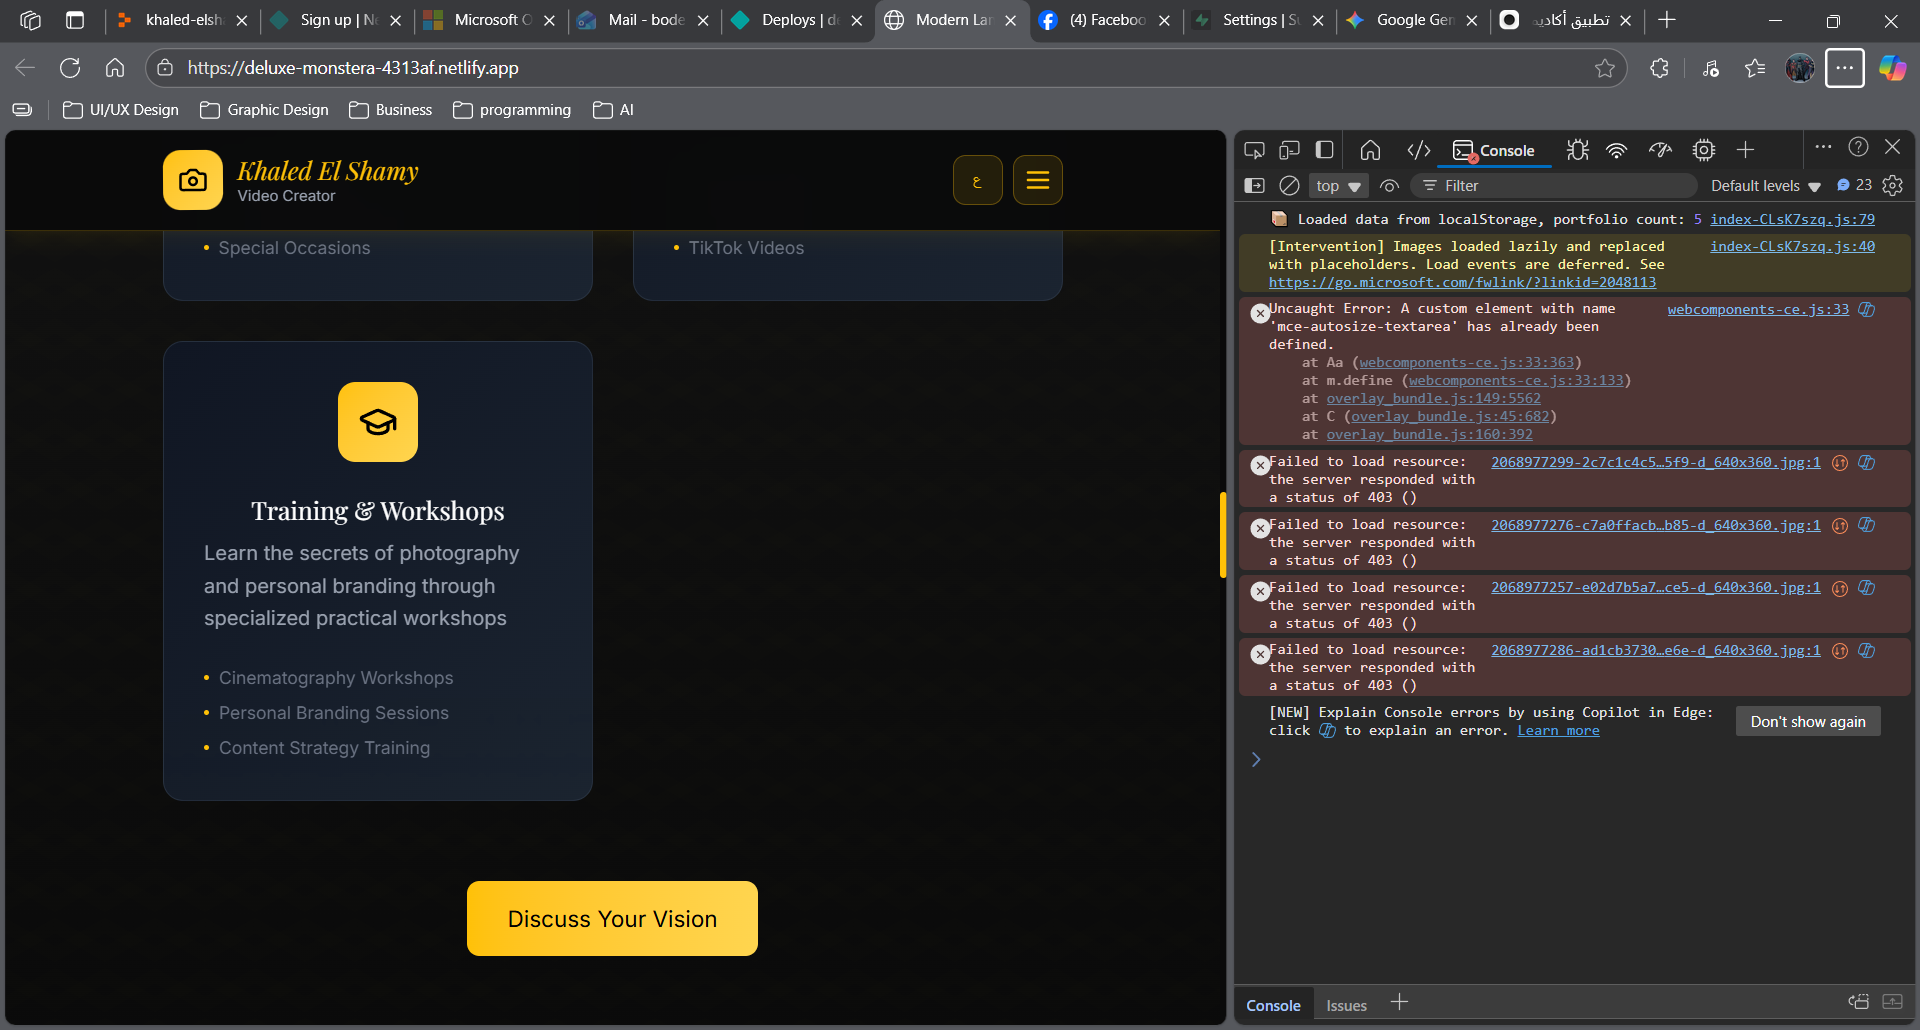 khaled-elsh
Sign up | Ne
Microsoft O
Mail - bode
Deploys | de
Modern Lan
(4) Faceboo
Settings | Su
Google Gen
تطبيق أكاديم
https://deluxe-monstera-4313af.netlify.app
UI/UX Design
Graphic Design
Business
programming
AI
Khaled El Shamy
Video Creator
ع
• Special Occasions
• TikTok Videos
Training & Workshops
Learn the secrets of photography
and personal branding through
specialized practical workshops
• Cinematography Workshops
• Personal Branding Sessions
• Content Strategy Training
Discuss Your Vision
Console
top
Filter
Default levels
23
Loaded data from localStorage, portfolio count: 5 index-CLsK7szq.js:79
[Intervention] Images loaded lazily and replaced index-CLsK7szq.js:40
with placeholders. Load events are deferred. See
https://go.microsoft.com/fwlink/?linkid=2048113
Uncaught Error: A custom element with name webcomponents-ce.js:33
'mce-autosize-textarea' has already been
defined.
at Aa (webcomponents-ce.js:33:363)
at m.define (webcomponents-ce.js:33:133)
at overlay_bundle.js:149:5562
at C (overlay_bundle.js:45:682)
at overlay_bundle.js:160:392
Failed to load resource: 2068977299-2c7c1c4c5…5f9-d_640x360.jpg:1
the server responded with
a status of 403 ()
Failed to load resource: 2068977276-c7a0ffacb…b85-d_640x360.jpg:1
the server responded with
a status of 403 ()
Failed to load resource: 2068977257-e02d7b5a7…ce5-d_640x360.jpg:1
the server responded with
a status of 403 ()
Failed to load resource: 2068977286-ad1cb3730…e6e-d_640x360.jpg:1
the server responded with
a status of 403 ()
[NEW] Explain Console errors by using Copilot in Edge:
click to explain an error. Learn more
Don't show again
Console
Issues